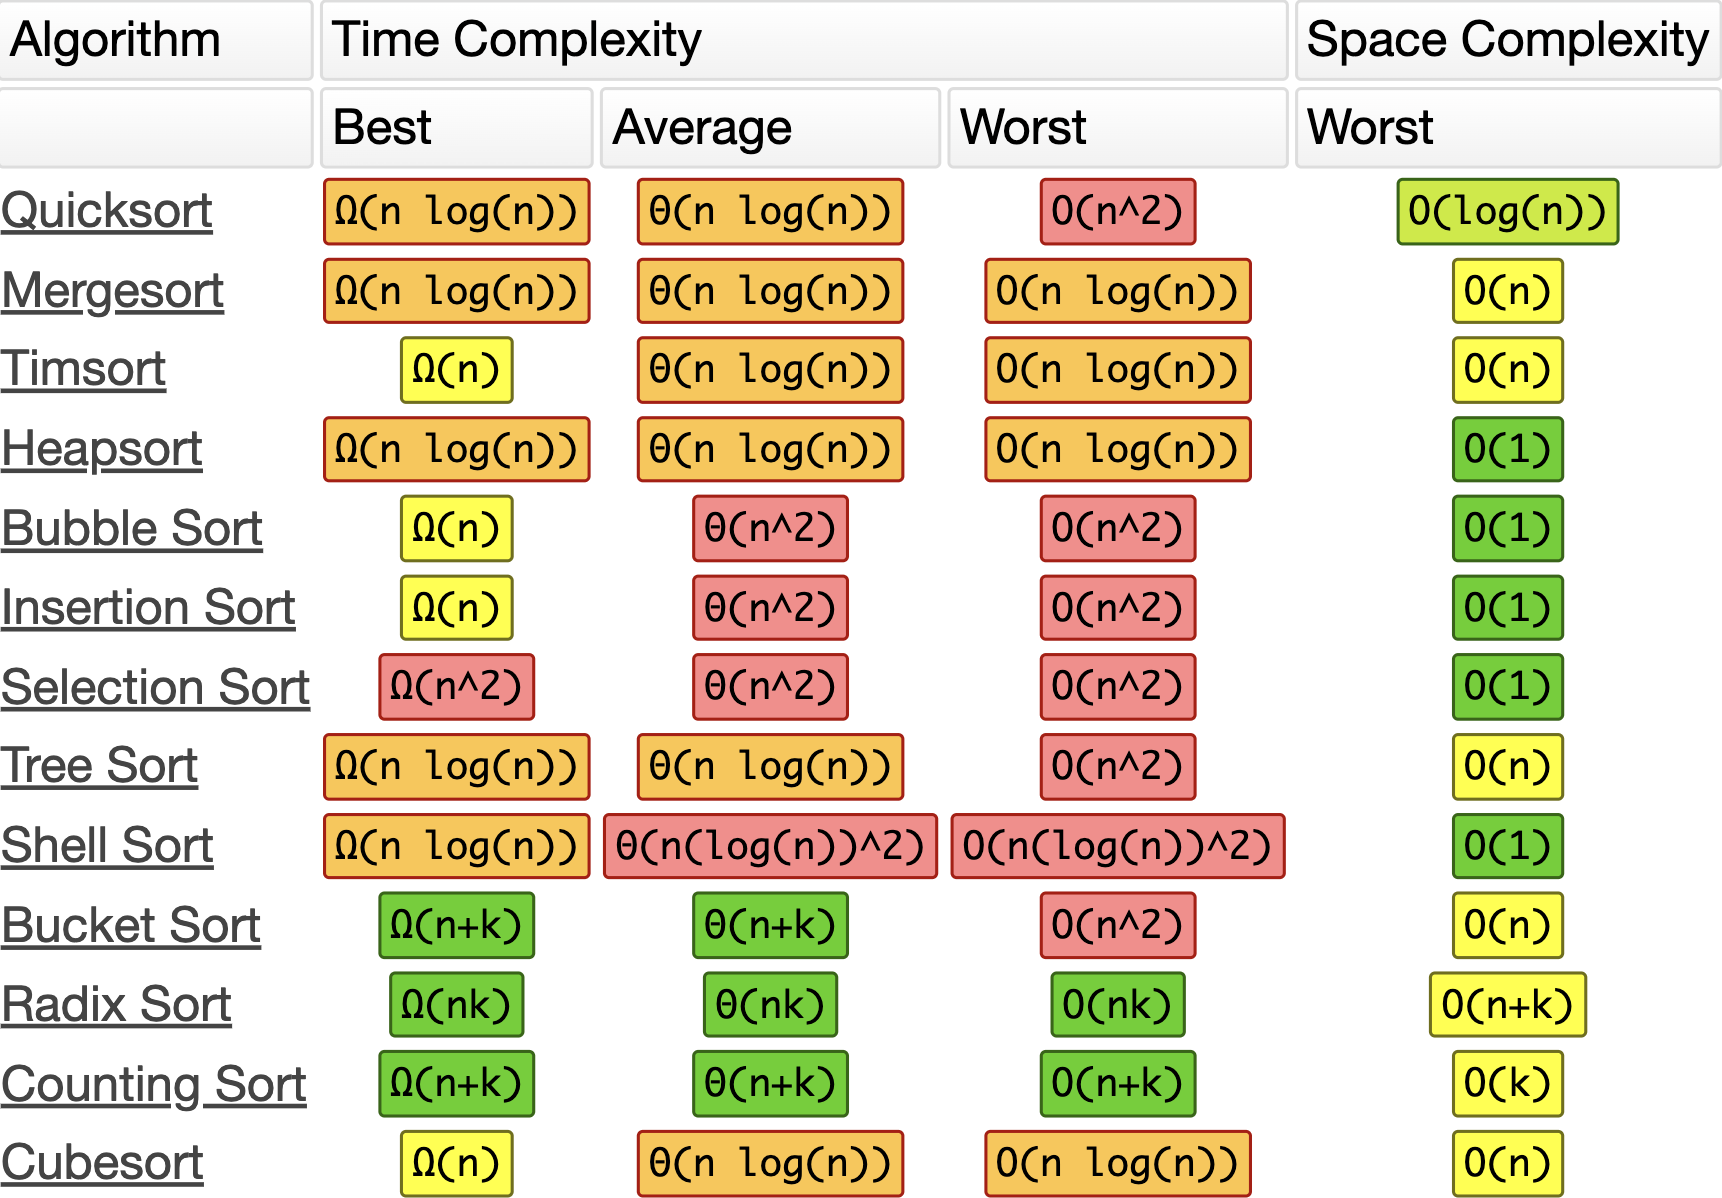 Algorithm Time Complexity Space Complexity
Best Average Worst Worst
Quicksort Ω(n log(n)) Θ(n log(n)) O(n^2) O(log(n))
Mergesort Ω(n log(n)) Θ(n log(n)) O(n log(n)) O(n)
Timsort Ω(n) Θ(n log(n)) O(n log(n)) O(n)
Heapsort Ω(n log(n)) Θ(n log(n)) O(n log(n)) O(1)
Bubble Sort Ω(n) Θ(n^2) O(n^2) O(1)
Insertion Sort Ω(n) Θ(n^2) O(n^2) O(1)
Selection Sort Ω(n^2) Θ(n^2) O(n^2) O(1)
Tree Sort Ω(n log(n)) Θ(n log(n)) O(n^2) O(n)
Shell Sort Ω(n log(n)) Θ(n(log(n))^2) O(n(log(n))^2) O(1)
Bucket Sort Ω(n+k) Θ(n+k) O(n^2) O(n)
Radix Sort Ω(nk) Θ(nk) O(nk) O(n+k)
Counting Sort Ω(n+k) Θ(n+k) O(n+k) O(k)
Cubesort Ω(n) Θ(n log(n)) O(n log(n)) O(n)